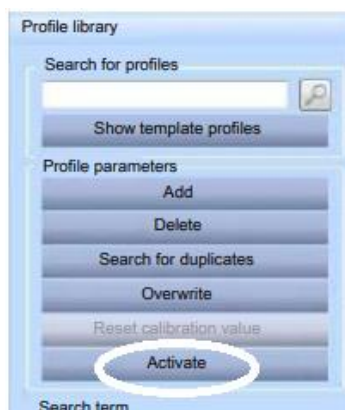 Profile library
Search for profiles
Show template profiles
Profile parameters
Add
Delete
Search for duplicates
Overwrite
Reset calibration value
Activate
Search term